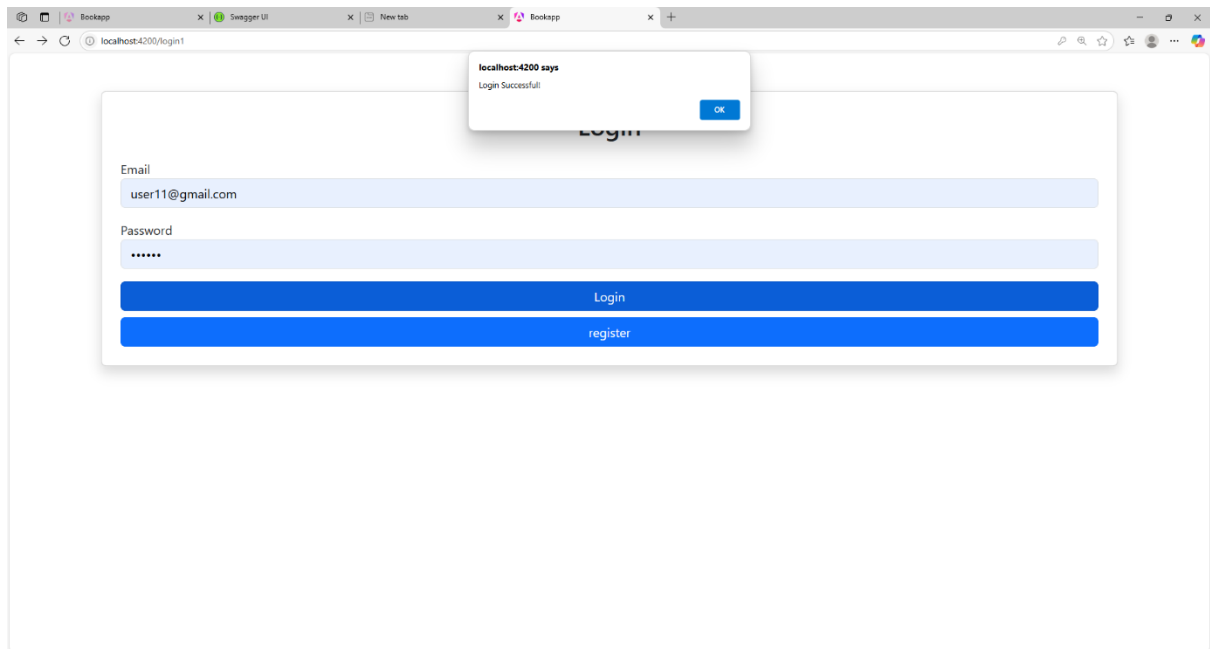 Bookapp
Swagger UI
New tab
Bookapp
localhost:4200/login1
localhost:4200 says
Login Successful!
OK
Login
Email
user11@gmail.com
Password
Login
register